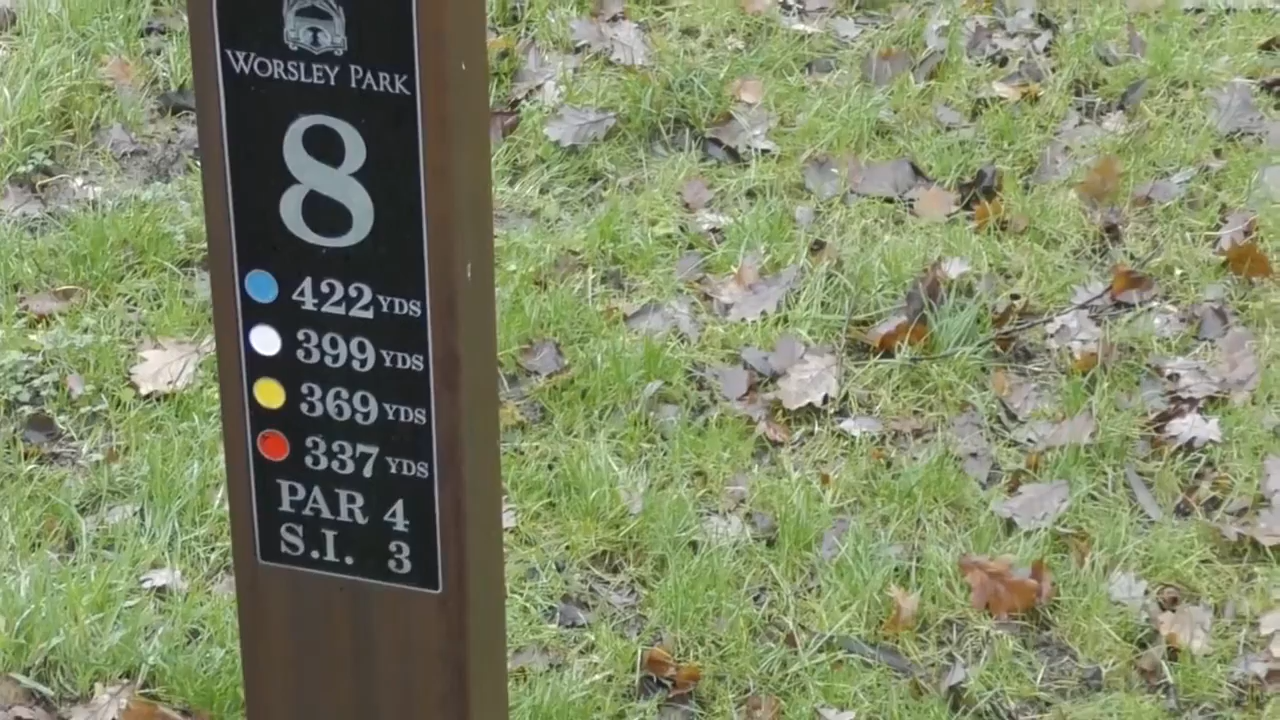 WORSLEY PARK
8
422 YDS
399 YDS
369 YDS
337 YDS
PAR 4
S.I. 3